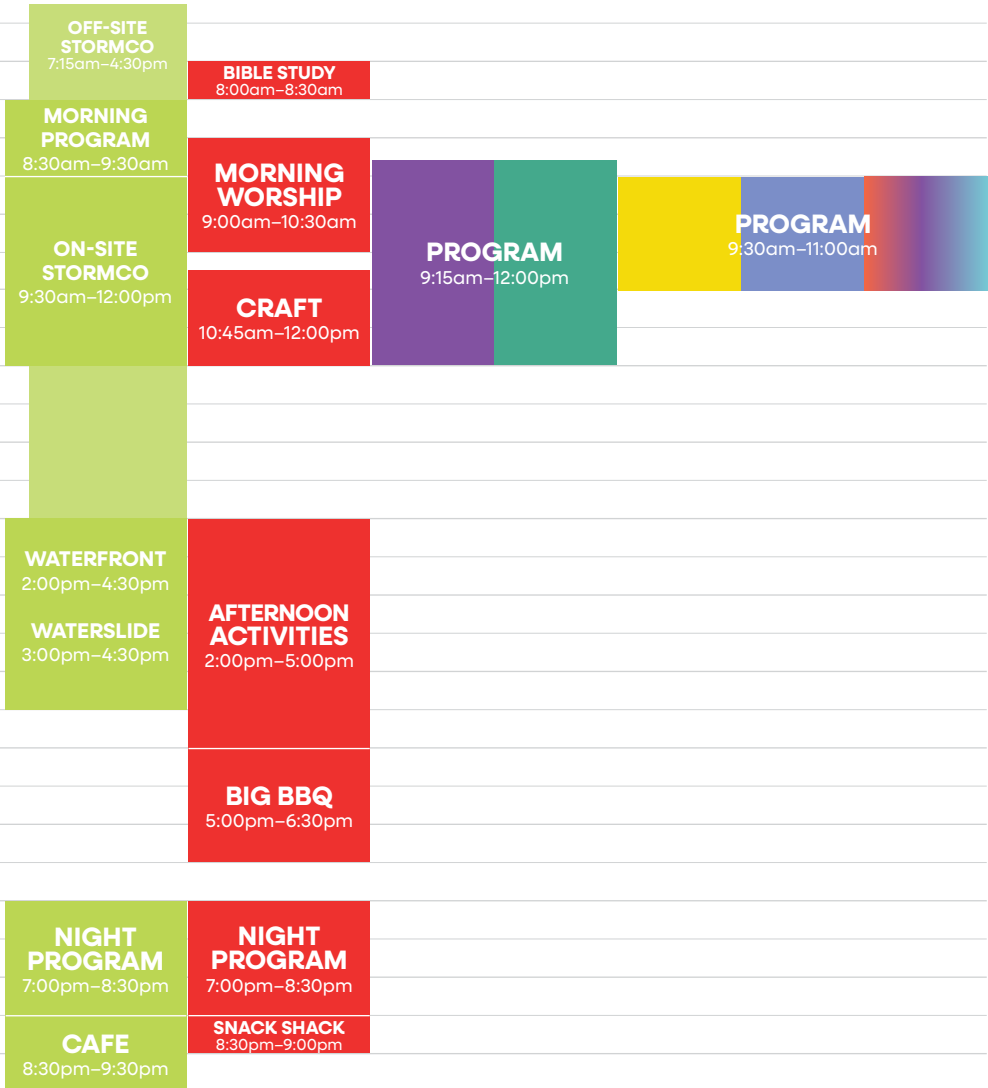 OFF-SITE
STORMCO
7:15am–4:30pm
MORNING
PROGRAM
8:30am–9:30am
ON-SITE
STORMCO
9:30am–12:00pm
WATERFRONT
2:00pm–4:30pm
WATERSLIDE
3:00pm–4:30pm
NIGHT
PROGRAM
7:00pm–8:30pm
CAFE
8:30pm–9:30pm
BIBLE STUDY
8:00am–8:30am
MORNING
WORSHIP
9:00am–10:30am
CRAFT
10:45am–12:00pm
AFTERNOON
ACTIVITIES
2:00pm–5:00pm
BIG BBQ
5:00pm–6:30pm
NIGHT
PROGRAM
7:00pm–8:30pm
SNACK SHACK
8:30pm–9:00pm
PROGRAM
9:15am–12:00pm
PROGRAM
9:30am–11:00am